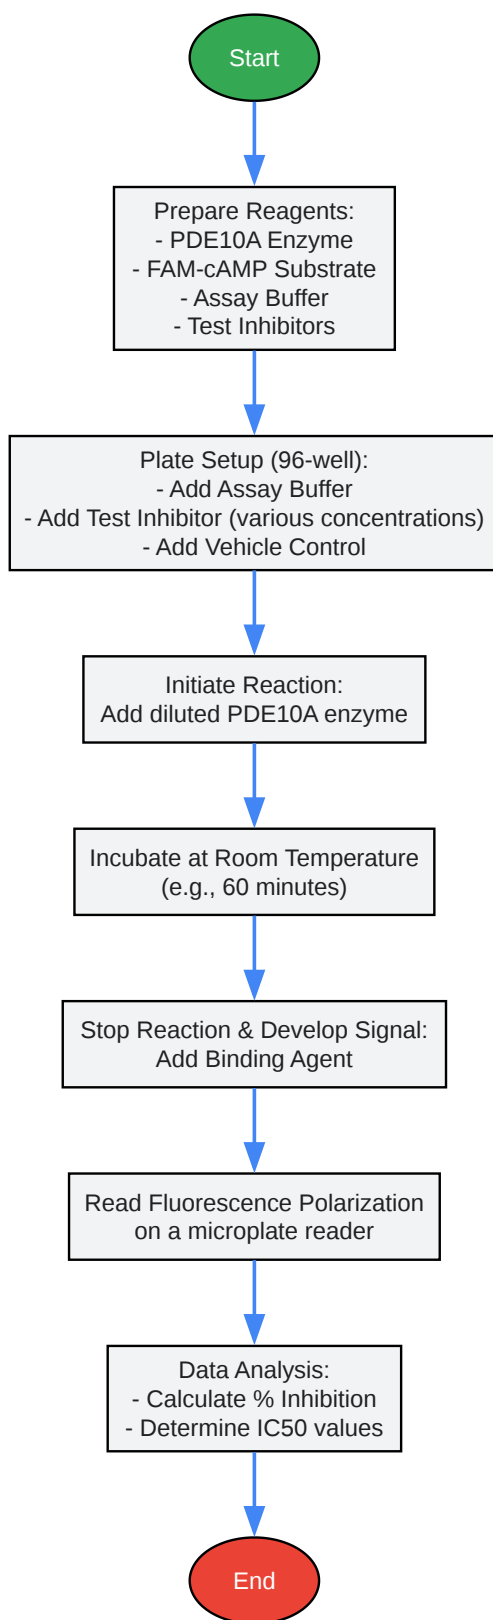 Start
Prepare Reagents:
- PDE10A Enzyme
- FAM-cAMP Substrate
- Assay Buffer
- Test Inhibitors
Plate Setup (96-well):
- Add Assay Buffer
- Add Test Inhibitor (various concentrations)
- Add Vehicle Control
Initiate Reaction:
Add diluted PDE10A enzyme
Incubate at Room Temperature
(e.g., 60 minutes)
Stop Reaction & Develop Signal:
Add Binding Agent
Read Fluorescence Polarization
on a microplate reader
Data Analysis:
- Calculate % Inhibition
- Determine IC50 values
End